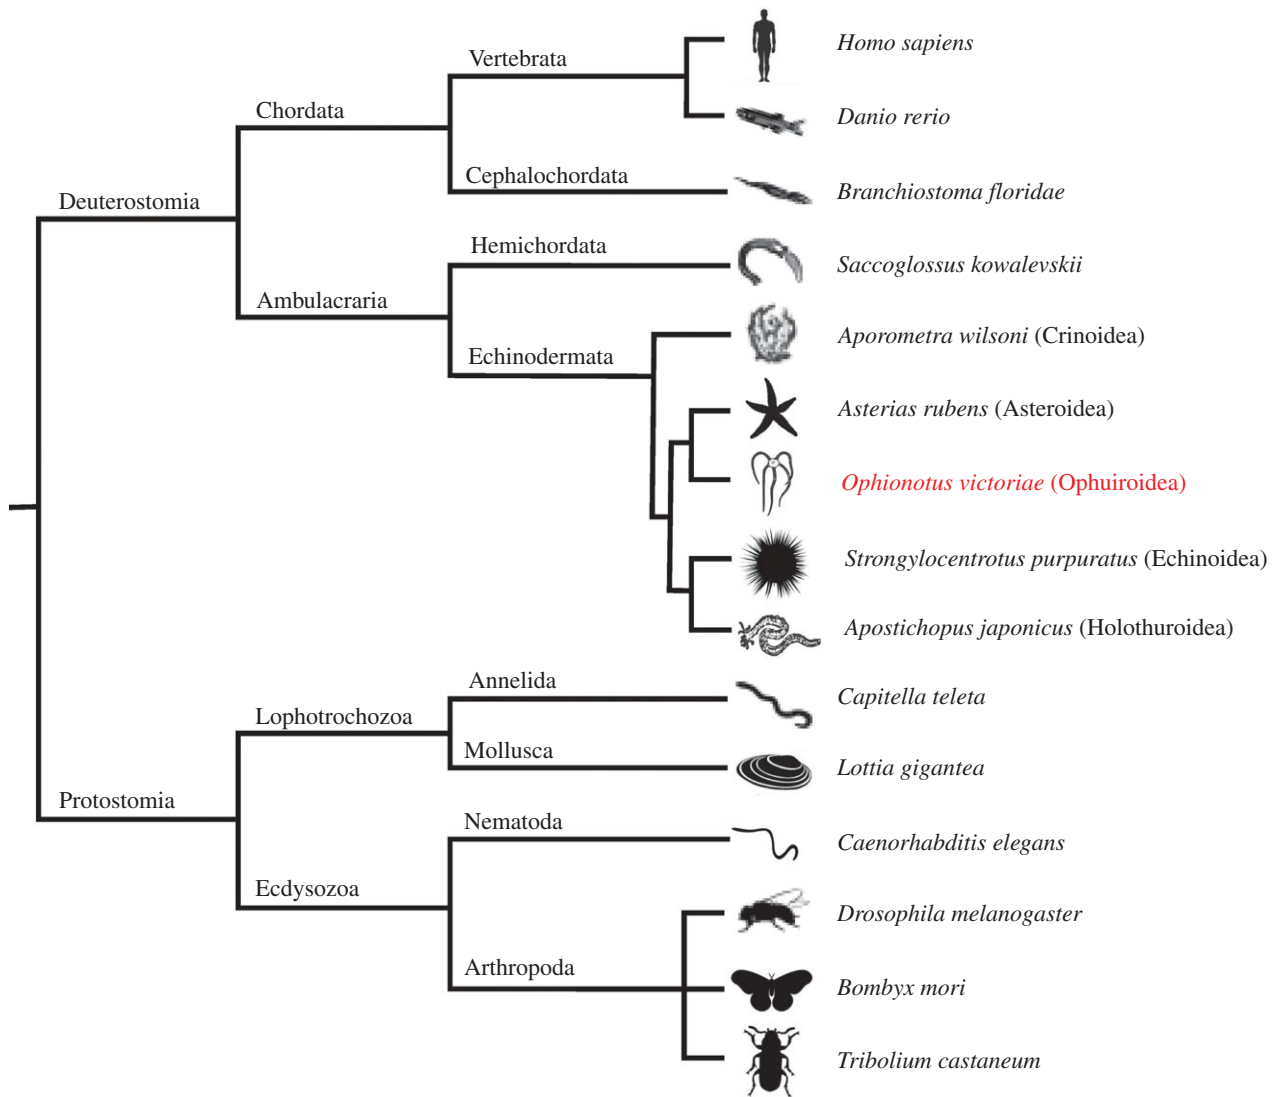 Vertebrata
Homo sapiens
Chordata
Danio rerio
Cephalochordata
Branchiostoma floridae
Deuterostomia
Hemichordata
Saccoglossus kowalevskii
Ambulacraria
Aporometra wilsoni (Crinoidea)
Echinodermata
Asterias rubens (Asteroidea)
Ophionotus victoriae (Ophuiroidea)
Strongylocentrotus purpuratus (Echinoidea)
Apostichopus japonicus (Holothuroidea)
Annelida
Capitella teleta
Lophotrochozoa
Mollusca
Lottia gigantea
Protostomia
Nematoda
Caenorhabditis elegans
Ecdysozoa
Drosophila melanogaster
Arthropoda
Bombyx mori
Tribolium castaneum